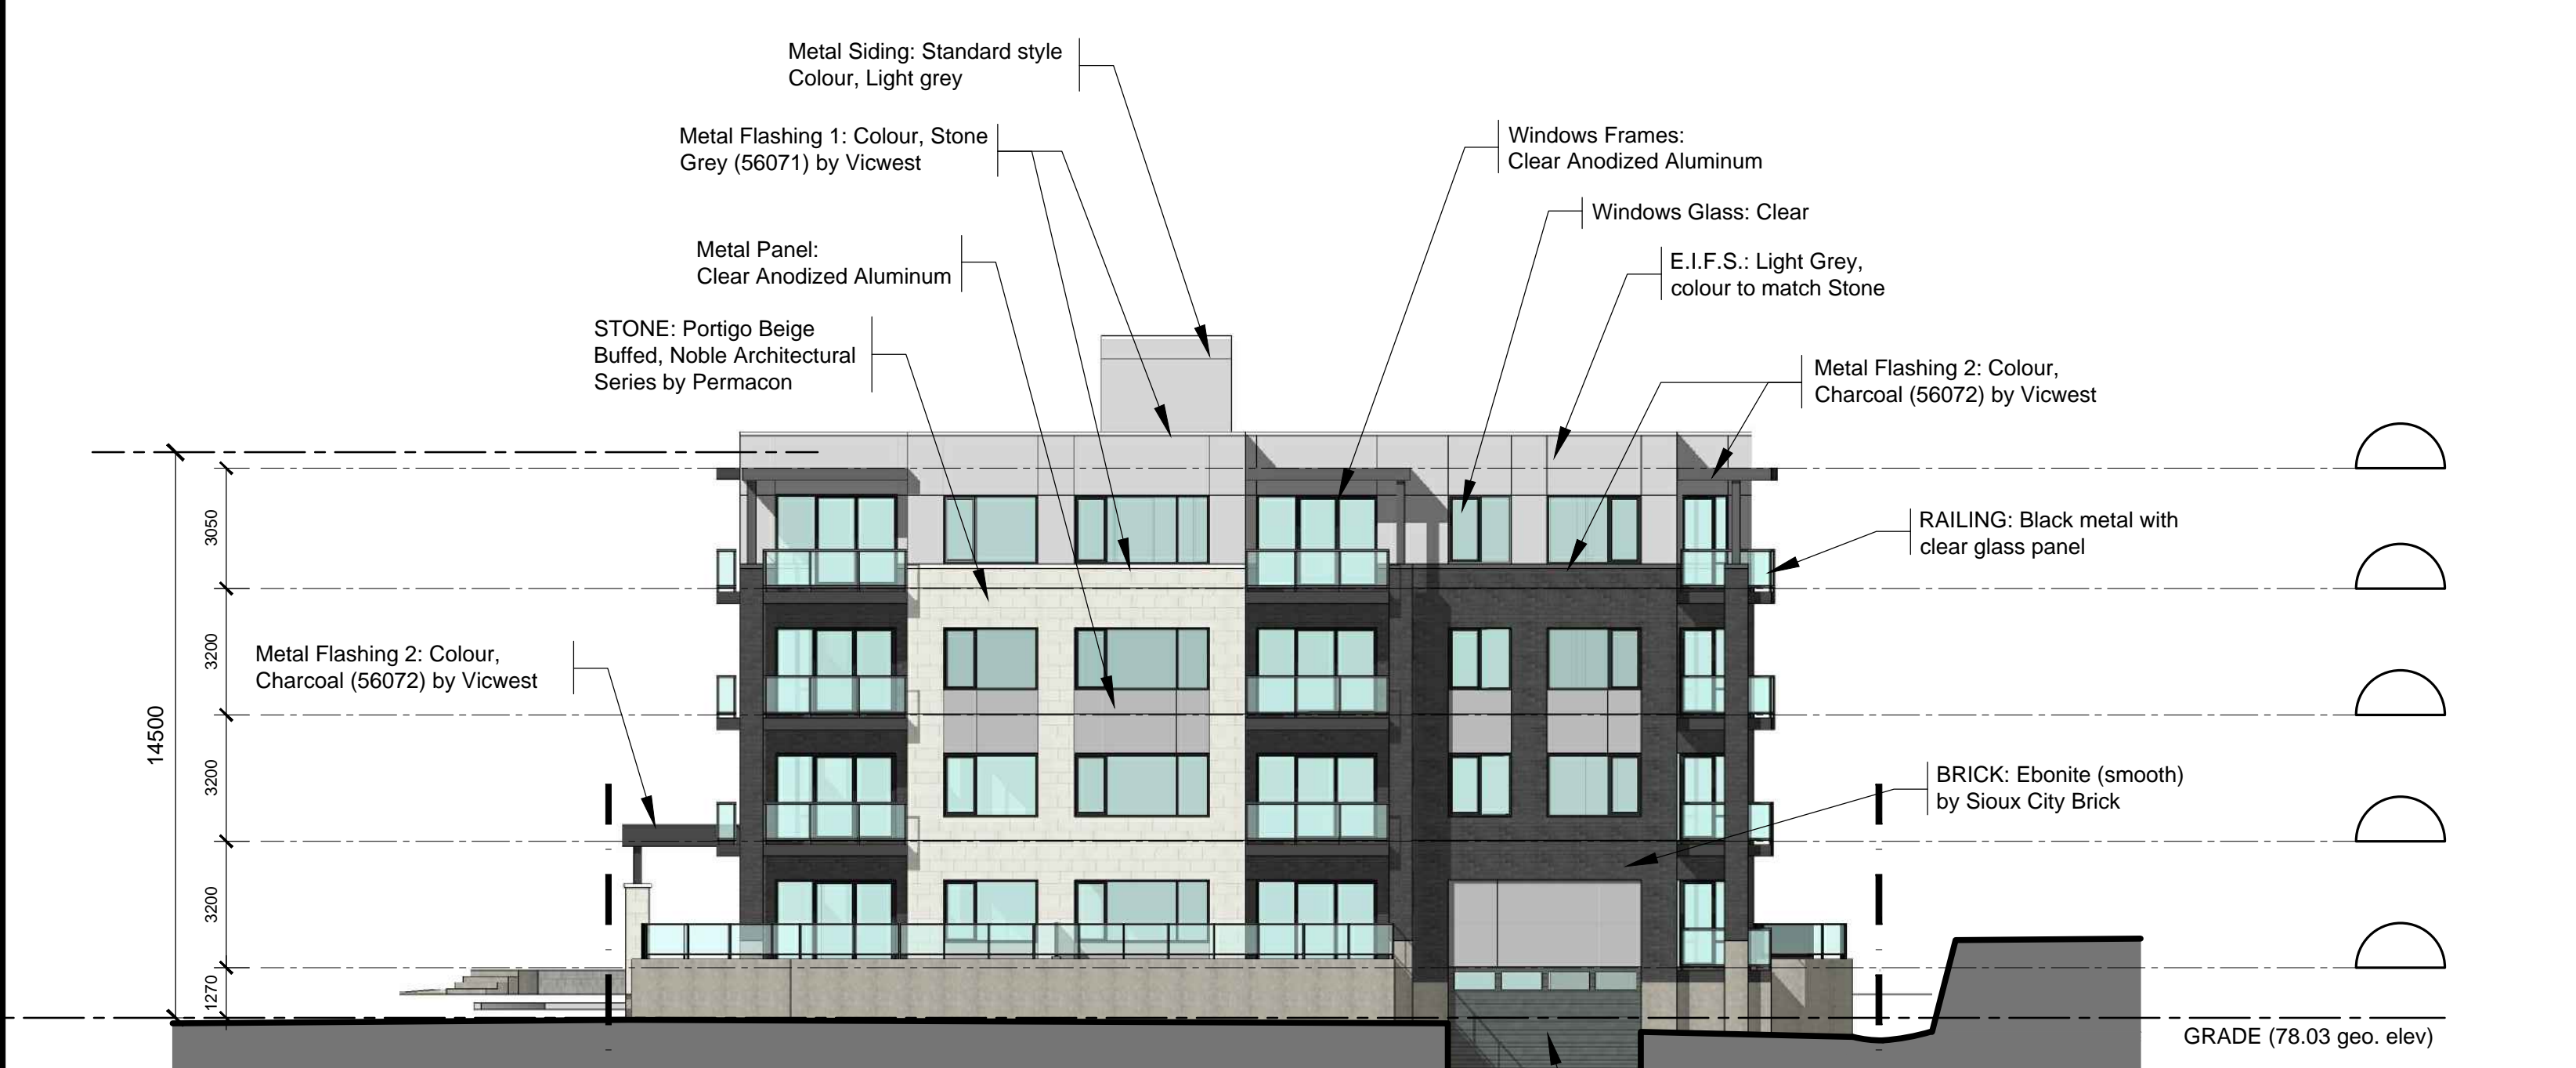 Metal Siding: Standard style
Colour, Light grey
Metal Flashing 1: Colour, Stone
Grey (56071) by Vicwest
Windows Frames:
Clear Anodized Aluminum
Windows Glass: Clear
Metal Panel:
Clear Anodized Aluminum
E.I.F.S.: Light Grey,
colour to match Stone
STONE: Portigo Beige
Buffed, Noble Architectural
Series by Permacon
Metal Flashing 2: Colour,
Charcoal (56072) by Vicwest
RAILING: Black metal with
clear glass panel
Metal Flashing 2: Colour,
Charcoal (56072) by Vicwest
BRICK: Ebonite (smooth)
by Sioux City Brick
14500
3050
3200
3200
3200
1270
GRADE (78.03 geo. elev)